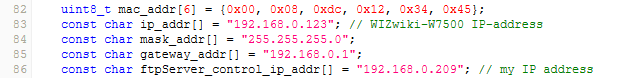 82 uint8_t mac_addr[6] = {0x00, 0x08, 0xdc, 0x12, 0x34, 0x45};
83 const char ip_addr[] = "192.168.0.123"; // WIZwiki-W7500 IP-address
84 const char mask_addr[] = "255.255.255.0";
85 const char gateway_addr[] = "192.168.0.1";
86 const char ftpServer_control_ip_addr[] = "192.168.0.209"; // my IP address